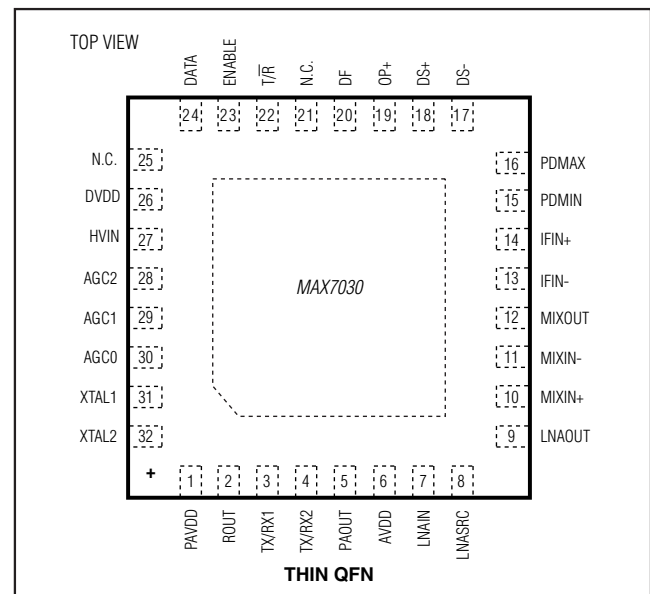 TOP VIEW
DATA
ENABLE
T̅/R
N.C.
DF
OP+
DS+
DS-
24 23 22 21 20 19 18 17
N.C. 25
DVDD 26
HVIN 27
AGC2 28
AGC1 29
AGC0 30
XTAL1 31
XTAL2 32
MAX7030
16 PDMAX
15 PDMIN
14 IFIN+
13 IFIN-
12 MIXOUT
11 MIXIN-
10 MIXIN+
9 LNAOUT
+
1 2 3 4 5 6 7 8
PAVDD
ROUT
TX/RX1
TX/RX2
PAOUT
AVDD
LNAIN
LNASRC
THIN QFN